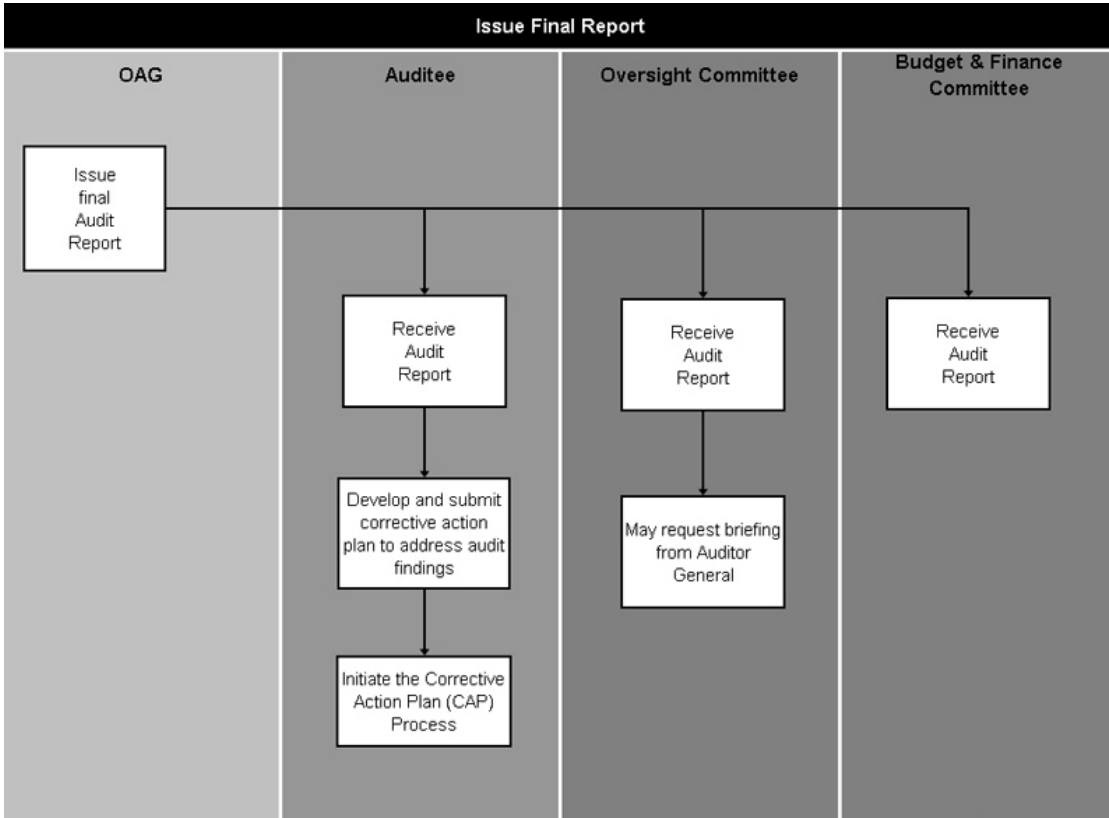 Issue Final Report
OAG
Auditee
Oversight Committee
Budget & Finance
Committee
Issue
final
Audit
Report
Receive
Audit
Report
Develop and submit
corrective action
plan to address audit
findings
Initiate the Corrective
Action Plan (CAP)
Process
Receive
Audit
Report
May request briefing
from Auditor
General
Receive
Audit
Report